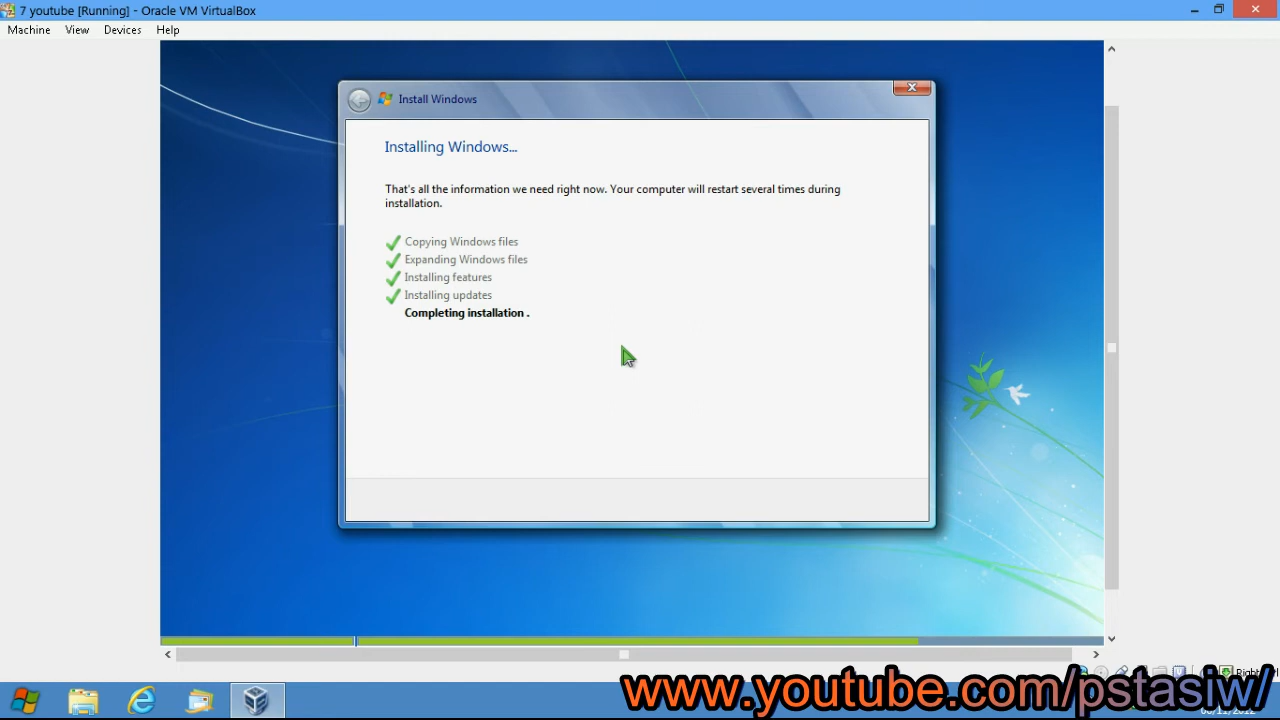 7 youtube [Running] - Oracle VM VirtualBox
Machine View Devices Help
Install Windows
Installing Windows...
That's all the information we need right now. Your computer will restart several times during
installation.
Copying Windows files
Expanding Windows files
Installing features
Installing updates
Completing installation .
Right
www.youtube.com/pstasiw/